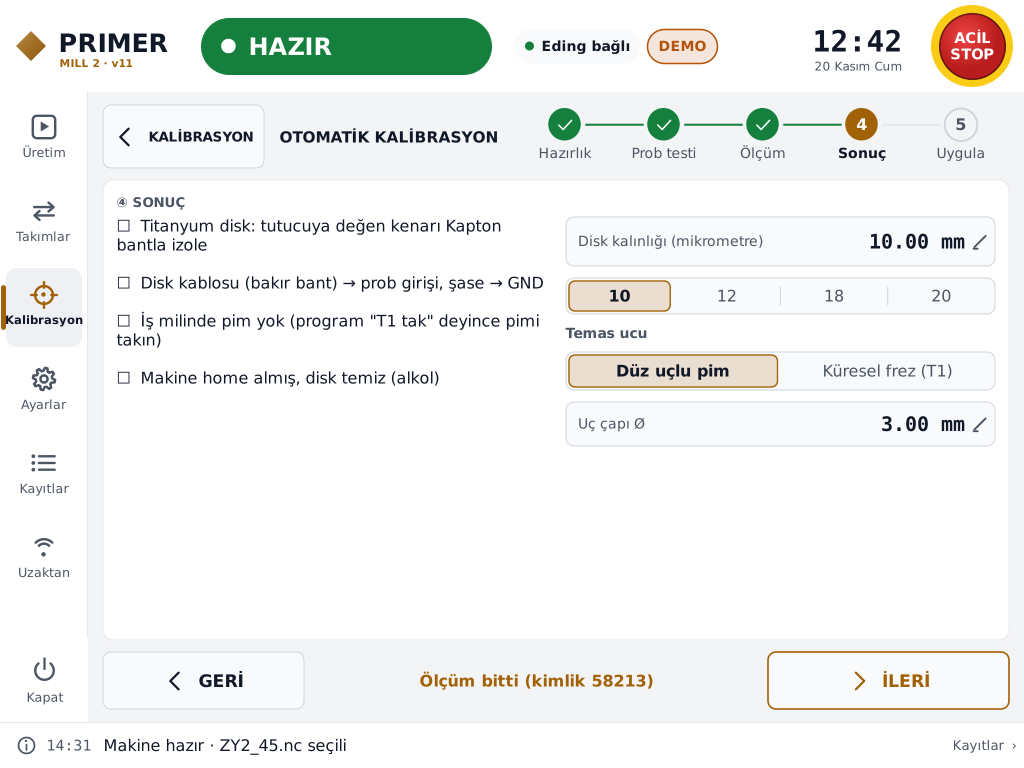 PRIMER
MILL 2 · v11
HAZIR
Eding bağlı
DEMO
12:42
20 Kasım Cum
ACİL
STOP
Üretim
Takımlar
Kalibrasyon
Ayarlar
Kayıtlar
Uzaktan
Kapat
KALİBRASYON
OTOMATİK KALİBRASYON
Hazırlık
Prob testi
Ölçüm
4
Sonuç
5
Uygula
④ SONUÇ
☐ Titanyum disk: tutucuya değen kenarı Kapton
bantla izole
☐ Disk kablosu (bakır bant) → prob girişi, şase → GND
☐ İş milinde pim yok (program "T1 tak" deyince pimi
takın)
☐ Makine home almış, disk temiz (alkol)
Disk kalınlığı (mikrometre) 10.00 mm
10 12 18 20
Temas ucu
Düz uçlu pim Küresel frez (T1)
Uç çapı Ø 3.00 mm
GERİ
Ölçüm bitti (kimlik 58213)
İLERİ
14:31 Makine hazır · ZY2_45.nc seçili
Kayıtlar ›